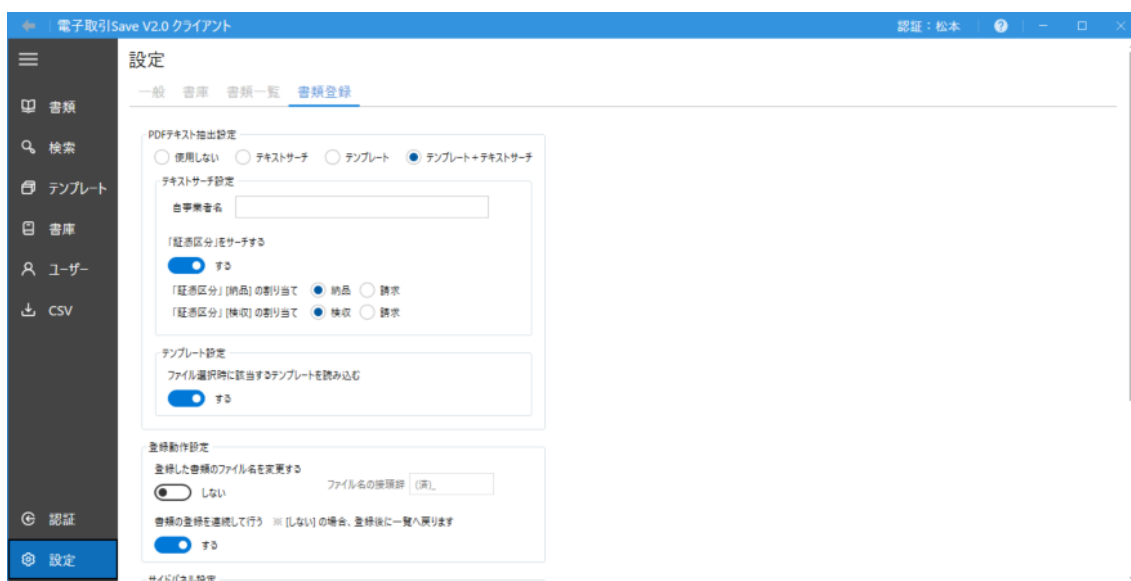 電子取引Save V2.0 クライアント
認証：松本
設定
一般 書庫 書類一覧 書類登録
書類
検索
テンプレート
書庫
ユーザー
CSV
認証
設定
PDFテキスト抽出設定
使用しない テキストサーチ テンプレート テンプレート+テキストサーチ
テキストサーチ設定
自事業者名
「証憑区分」をサーチする
する
「証憑区分」[納品] の割り当て 納品 請求
「証憑区分」[検収] の割り当て 検収 請求
テンプレート設定
ファイル選択時に該当するテンプレートを読み込む
する
登録動作設定
登録した書類のファイル名を変更する
しない ファイル名の接頭辞 (済)_
書類の登録を連続して行う ※ [しない] の場合、登録後に一覧へ戻ります
する
サイドパネル設定